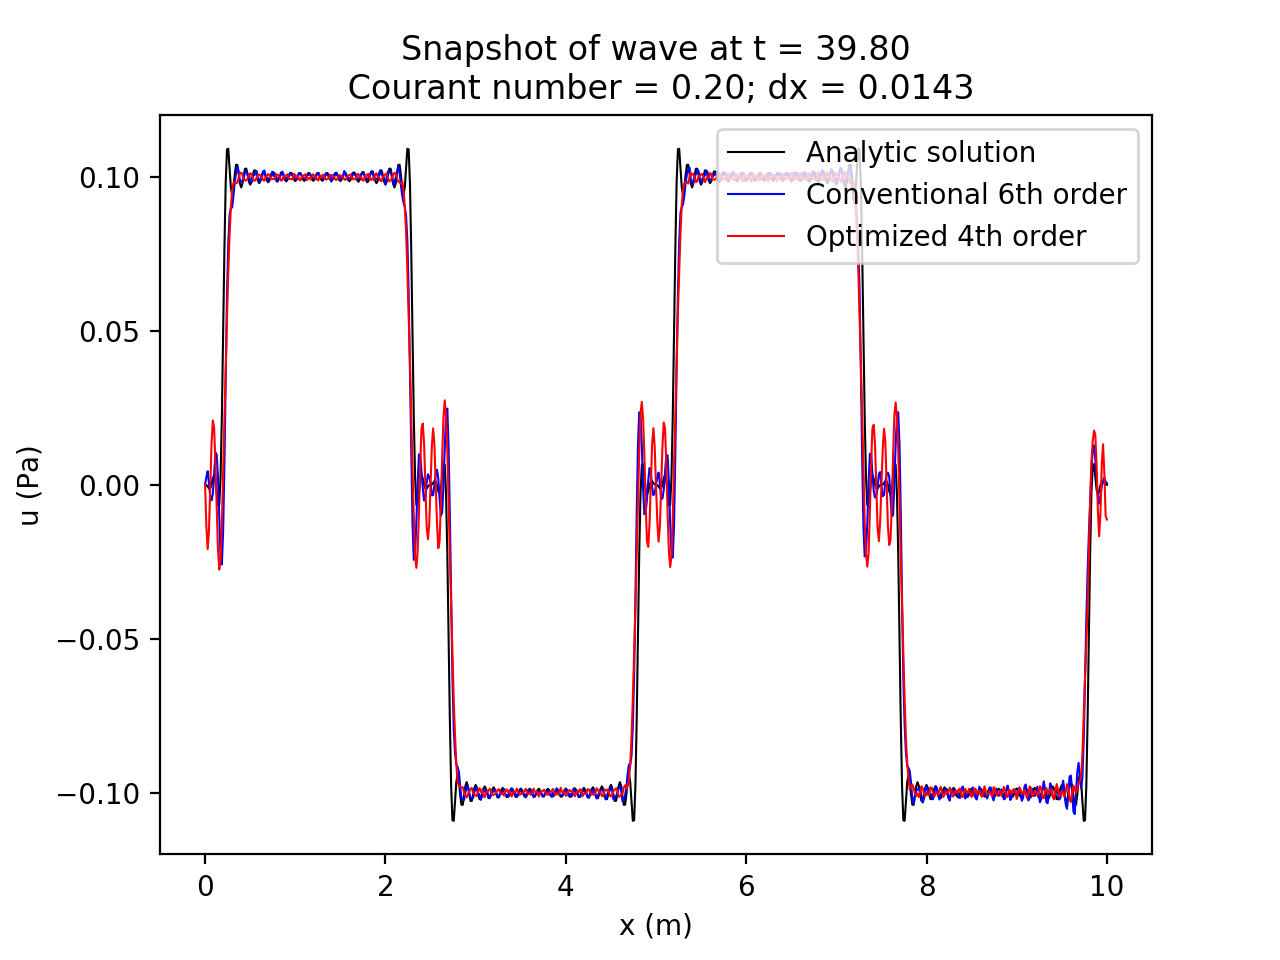 Snapshot of wave at t = 39.80
Courant number = 0.20; dx = 0.0143
Analytic solution
Conventional 6th order
Optimized 4th order
0.10
0.05
0.00
−0.05
−0.10
u (Pa)
0 2 4 6 8 10
x (m)